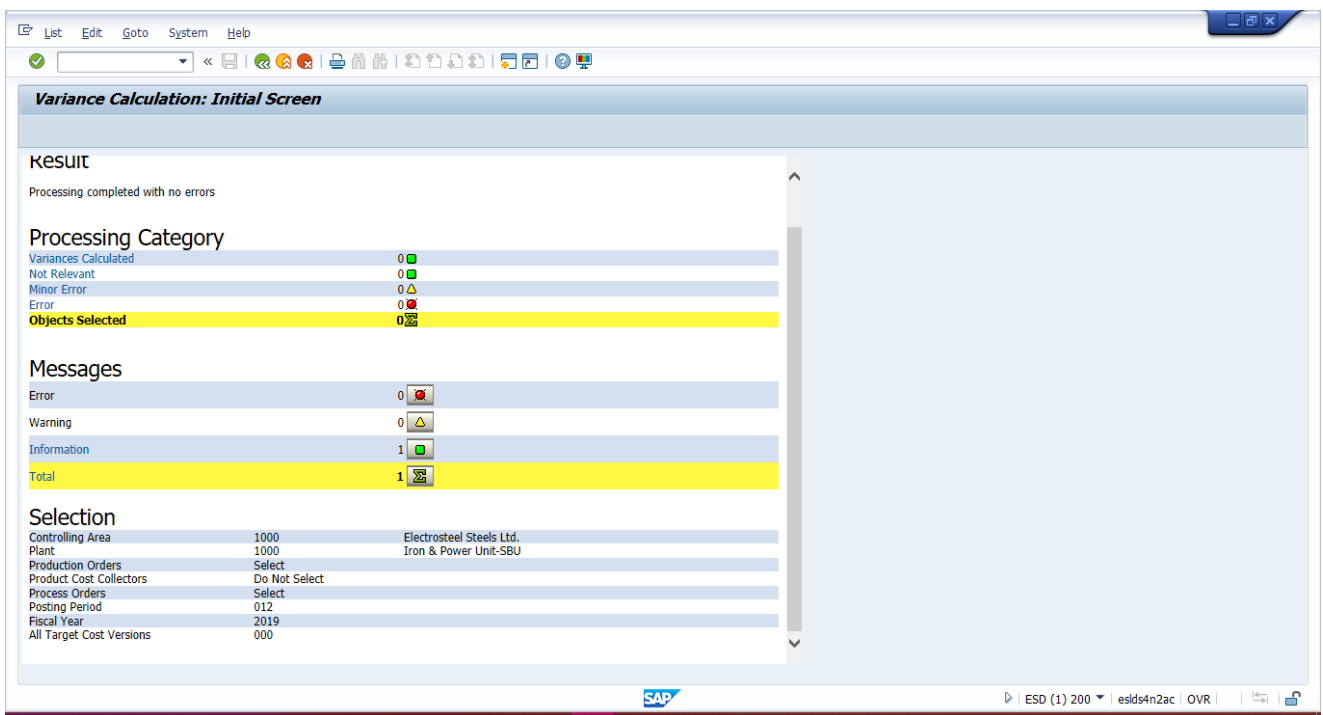 List Edit Goto System Help
Variance Calculation: Initial Screen
Result
Processing completed with no errors
Processing Category
Variances Calculated 0
Not Relevant 0
Minor Error 0
Error 0
Objects Selected 0
Messages
Error 0
Warning 0
Information 1
Total 1
Selection
Controlling Area 1000 Electrosteel Steels Ltd.
Plant 1000 Iron & Power Unit-SBU
Production Orders Select
Product Cost Collectors Do Not Select
Process Orders Select
Posting Period 012
Fiscal Year 2019
All Target Cost Versions 000
SAP ESD (1) 200 eslds4n2ac OVR